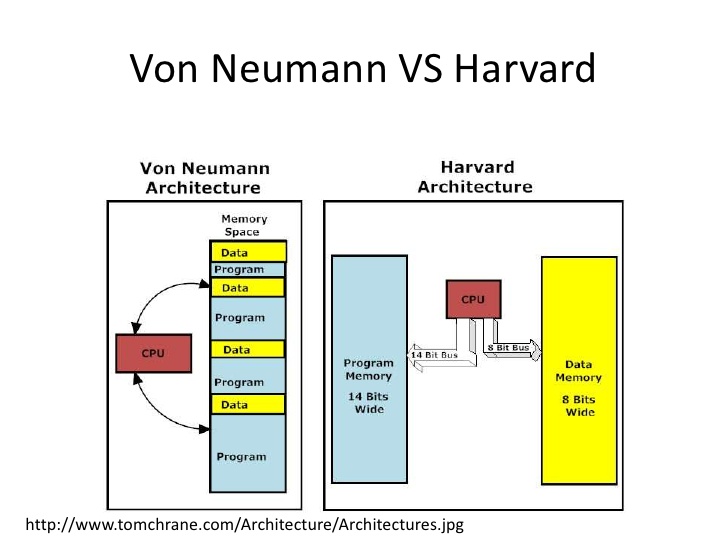 Von Neumann VS Harvard
Von Neumann
Architecture
Memory
Space
Data
Program
Data
Program
Data
Program
Data
Program
CPU
Harvard
Architecture
CPU
14 Bit Bus
8 Bit Bus
Program
Memory
14 Bits
Wide
Data
Memory
8 Bits
Wide
http://www.tomchrane.com/Architecture/Architectures.jpg